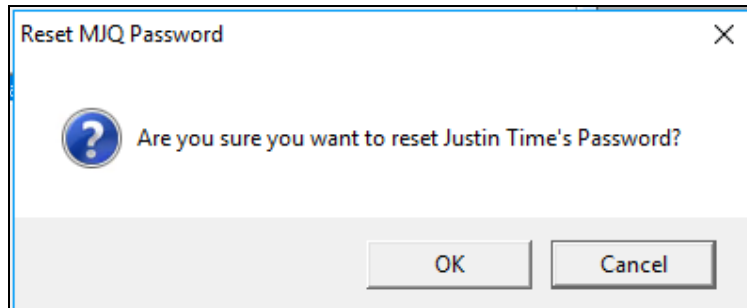 Reset MJQ Password
Are you sure you want to reset Justin Time's Password?
OK
Cancel